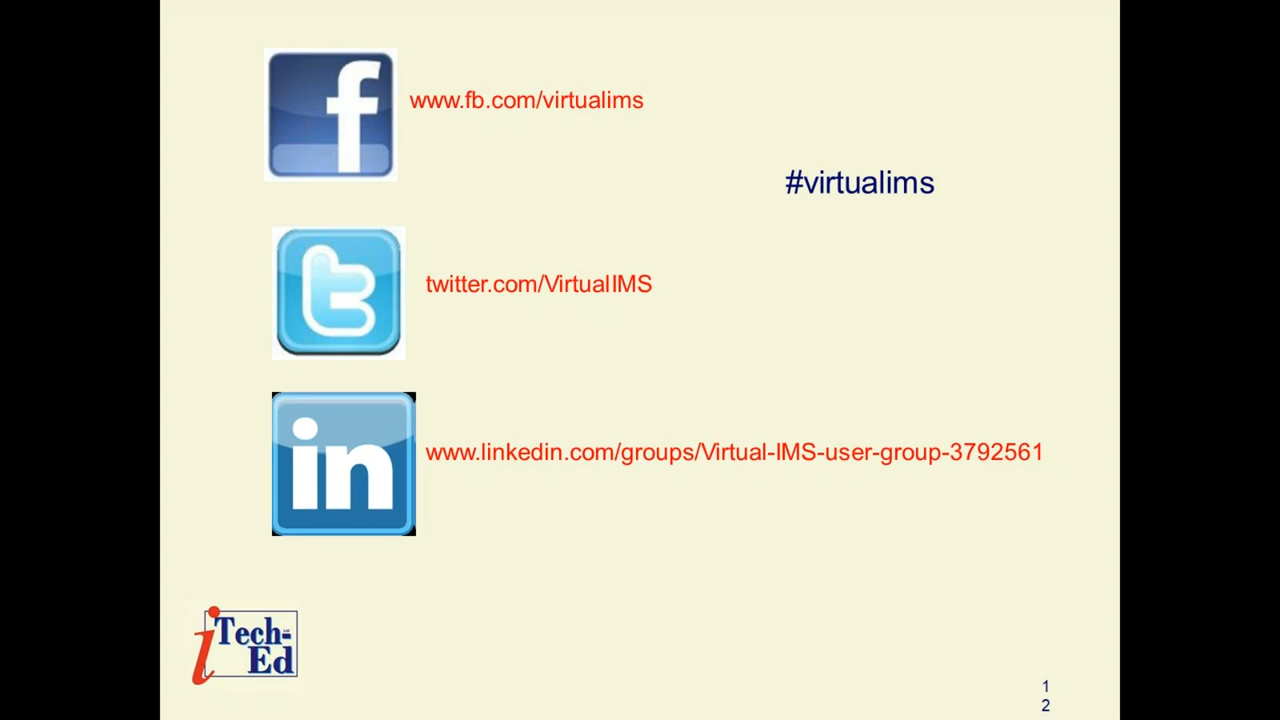 f
www.fb.com/virtualims
#virtualims
t
twitter.com/VirtualIMS
in
www.linkedin.com/groups/Virtual-IMS-user-group-3792561
i
Tech-
Ed
1
2